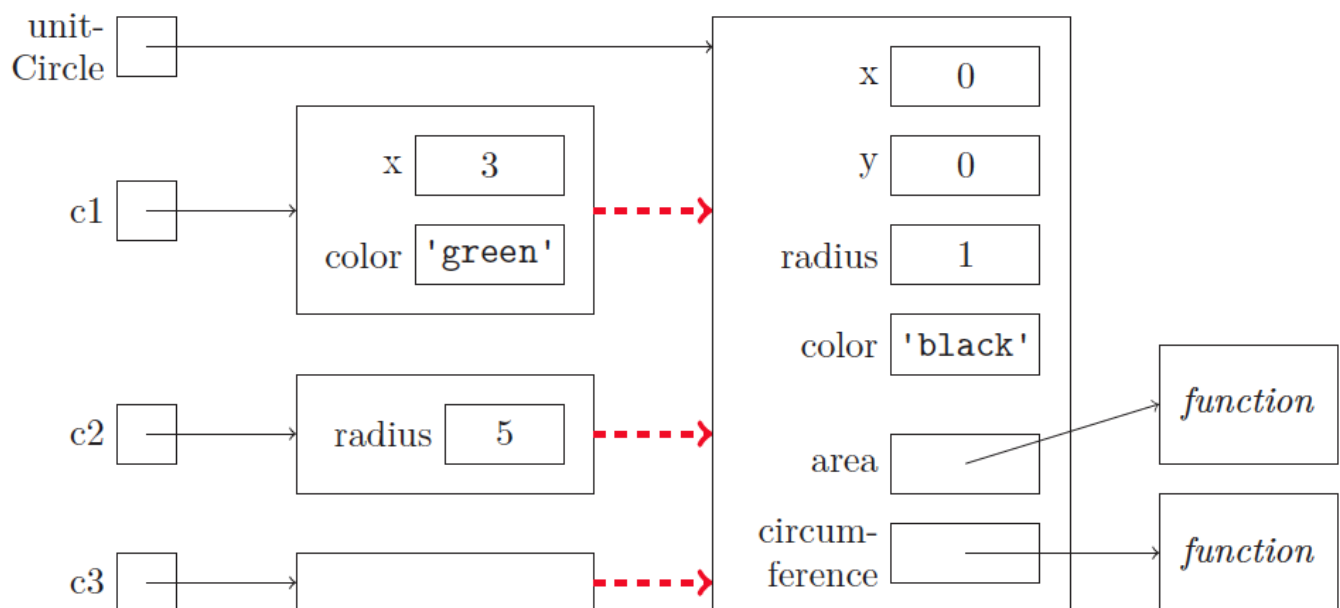 unit-
Circle
x 0
x 3
y 0
c1
color 'green'
radius 1
color 'black'
function
c2
radius 5
area
circum-
ference
function
c3